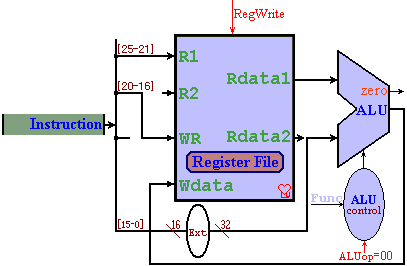 RegWrite
[25-21]
R1
Rdata1
[20-16]
R2
zero
ALU
Instruction
WR
Rdata2
Register File
Wdata
Func
ALU
control
[15-0]
16
Ext
32
ALUop=00